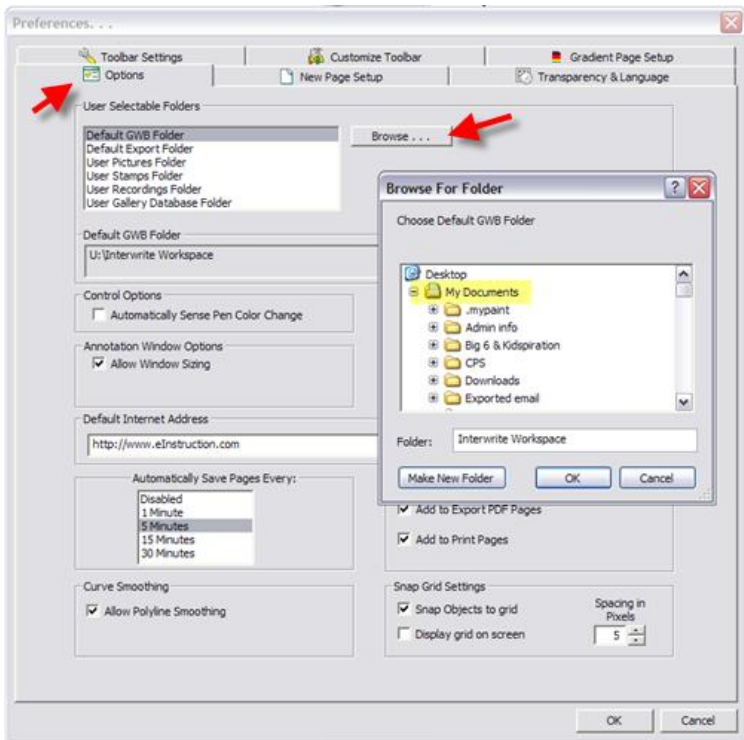 Preferences. . .
Toolbar Settings
Customize Toolbar
Gradient Page Setup
Options
New Page Setup
Transparency & Language
User Selectable Folders
Default GWB Folder
Default Export Folder
User Pictures Folder
User Stamps Folder
User Recordings Folder
User Gallery Database Folder
Browse . . .
Default GWB Folder
U:\Interwrite Workspace
Control Options
Automatically Sense Pen Color Change
Annotation Window Options
Allow Window Sizing
Default Internet Address
http://www.eInstruction.com
Automatically Save Pages Every:
Disabled
1 Minute
5 Minutes
15 Minutes
30 Minutes
Curve Smoothing
Allow Polyline Smoothing
Browse For Folder
Choose Default GWB Folder
Desktop
My Documents
.mypaint
Admin info
Big 6 & Kidspiration
CPS
Downloads
Exported email
Folder:
Interwrite Workspace
Make New Folder
OK
Cancel
Add to Export PDF Pages
Add to Print Pages
Snap Grid Settings
Snap Objects to grid
Display grid on screen
Spacing in
Pixels
5
OK
Cancel